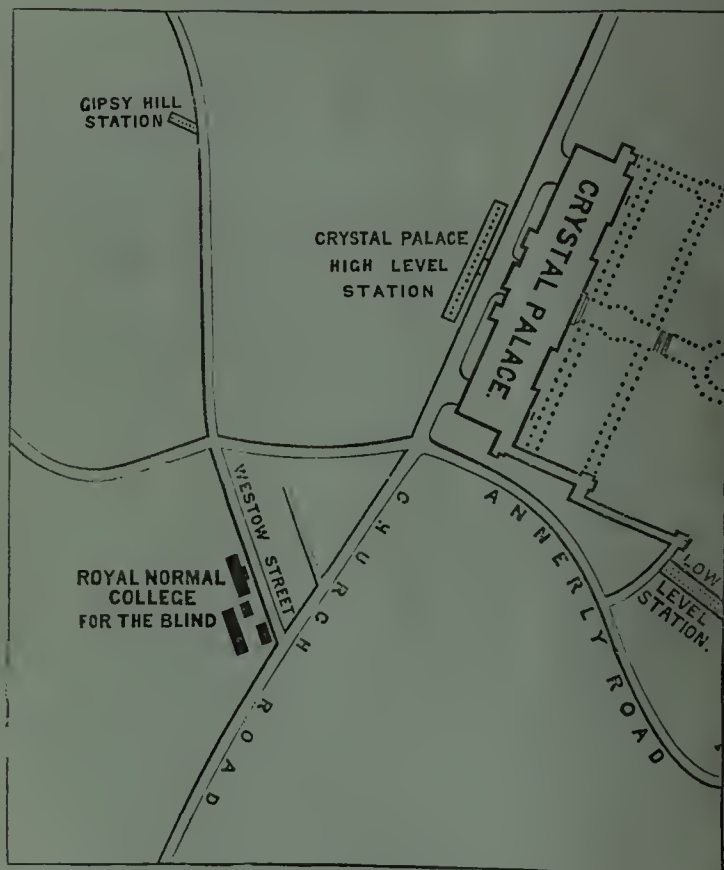 GIPSY HILL
STATION
CRYSTAL PALACE
HIGH LEVEL
STATION
CRYSTAL PALACE.
WESTOW STREET
CHURCH ROAD
ANNERLY ROAD
LOW
LEVEL
STATION.
ROYAL NORMAL
COLLEGE
FOR THE BLIND